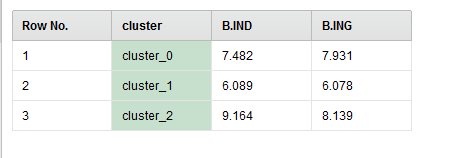 Row No. cluster B.IND B.ING
1 cluster_0 7.482 7.931
2 cluster_1 6.089 6.078
3 cluster_2 9.164 8.139